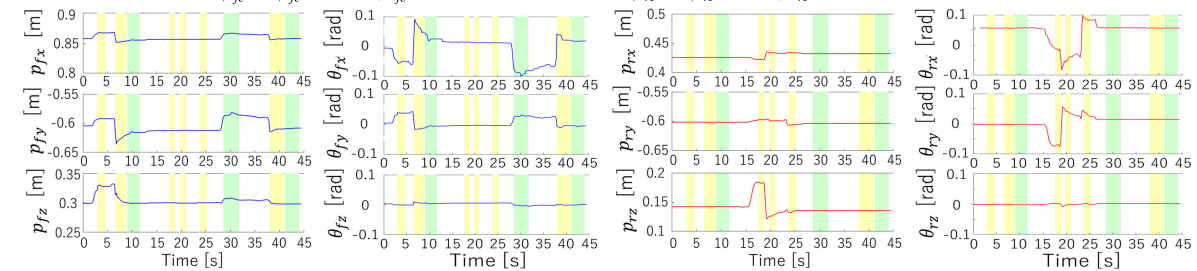 0.9 0.85 0.8 p_fx [m] 0 5 10 15 20 25 30 35 40 45
0.1 0 -0.1 θ_fx [rad] 0 5 10 15 20 25 30 35 40 45
0.5 0.45 0.4 p_rx [m] 0 5 10 15 20 25 30 35 40 45
0.1 0 -0.1 θ_rx [rad] 0 5 10 15 20 25 30 35 40 45
-0.55 -0.6 -0.65 p_fy [m] 0 5 10 15 20 25 30 35 40 45
0.1 0 -0.1 θ_fy [rad] 0 5 10 15 20 25 30 35 40 45
-0.55 -0.6 -0.65 p_ry [m] 0 5 10 15 20 25 30 35 40 45
0.1 0 -0.1 θ_ry [rad] 0 5 10 15 20 25 30 35 40 45
0.35 0.3 0.25 p_fz [m] 0 5 10 15 20 25 30 35 40 45
0.1 0 -0.1 θ_fz [rad] 0 5 10 15 20 25 30 35 40 45
0.2 0.15 0.1 p_rz [m] 0 5 10 15 20 25 30 35 40 45
0.1 0 -0.1 θ_rz [rad] 0 5 10 15 20 25 30 35 40 45
Time [s] Time [s] Time [s] Time [s]